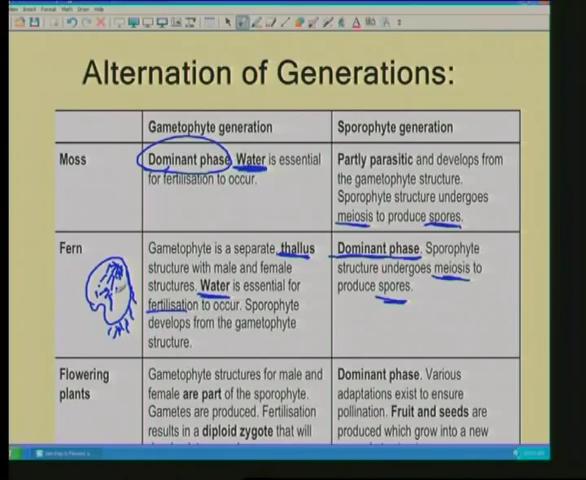 Alternation of Generations:
Gametophyte generation
Sporophyte generation
Moss
Dominant phase. Water is essential
for fertilisation to occur.
Partly parasitic and develops from
the gametophyte structure.
Sporophyte structure undergoes
meiosis to produce spores.
Fern
Gametophyte is a separate thallus
structure with male and female
structures. Water is essential for
fertilisation to occur. Sporophyte
develops from the gametophyte
structure.
Dominant phase. Sporophyte
structure undergoes meiosis to
produce spores.
Flowering
plants
Gametophyte structures for male and
female are part of the sporophyte.
Gametes are produced. Fertilisation
results in a diploid zygote that will
Dominant phase. Various
adaptations exist to ensure
pollination. Fruit and seeds are
produced which grow into a new